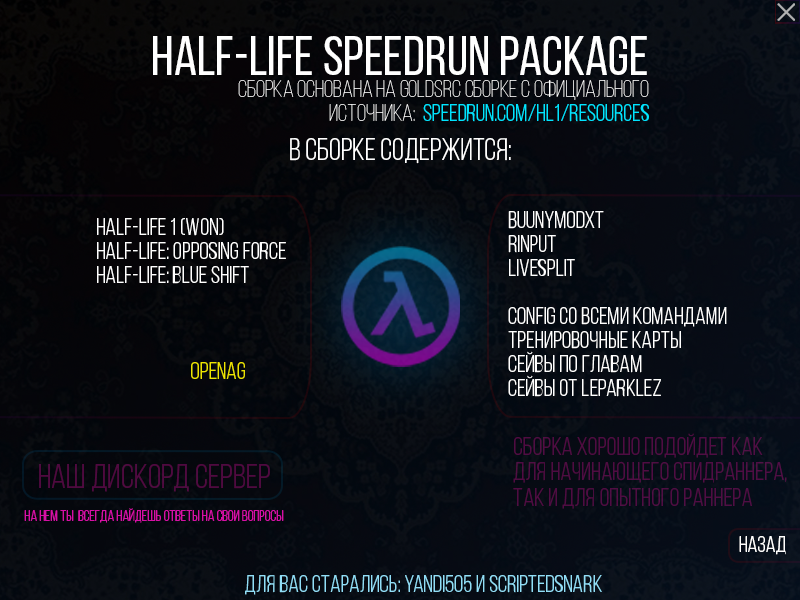 HALF-LIFE SPEEDRUN PACKAGE
СБОРКА ОСНОВАНА НА GOLDSRC СБОРКЕ С ОФИЦИАЛЬНОГО
ИСТОЧНИКА: SPEEDRUN.COM/HL1/RESOURCES
В СБОРКЕ СОДЕРЖИТСЯ:
HALF-LIFE 1 (WON)
HALF-LIFE: OPPOSING FORCE
HALF-LIFE: BLUE SHIFT
OPENAG
BUUNYMODXT
RINPUT
LIVESPLIT
CONFIG СО ВСЕМИ КОМАНДАМИ
ТРЕНИРОВОЧНЫЕ КАРТЫ
СЕЙВЫ ПО ГЛАВАМ
СЕЙВЫ ОТ LEPARKLEZ
НАШ ДИСКОРД СЕРВЕР
НА НЕМ ТЫ ВСЕГДА НАЙДЕШЬ ОТВЕТЫ НА СВОИ ВОПРОСЫ
СБОРКА ХОРОШО ПОДОЙДЕТ КАК
ДЛЯ НАЧИНАЮЩЕГО СПИДРАННЕРА,
ТАК И ДЛЯ ОПЫТНОГО РАННЕРА
НАЗАД
ДЛЯ ВАС СТАРАЛИСЬ: YANDI505 И SCRIPTEDSNARK